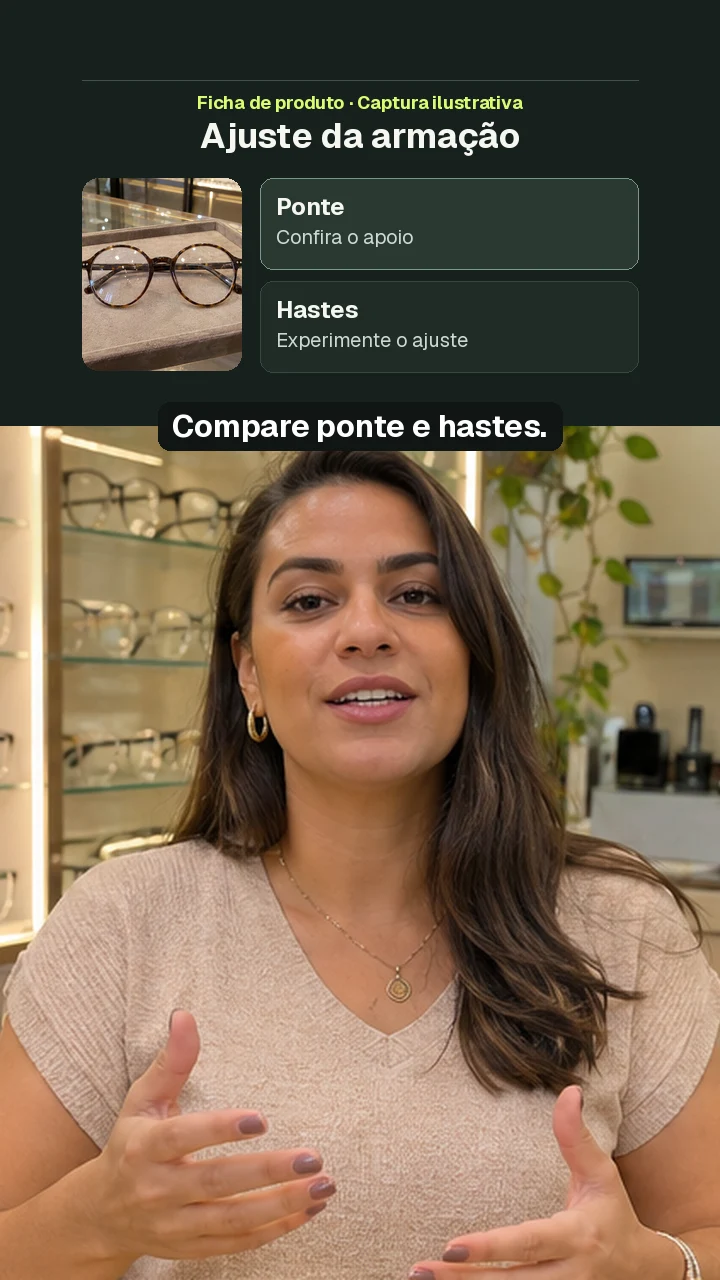 Ficha de produto · Captura ilustrativa
Ajuste da armação
Ponte
Confira o apoio
Hastes
Experimente o ajuste
Compare ponte e hastes.